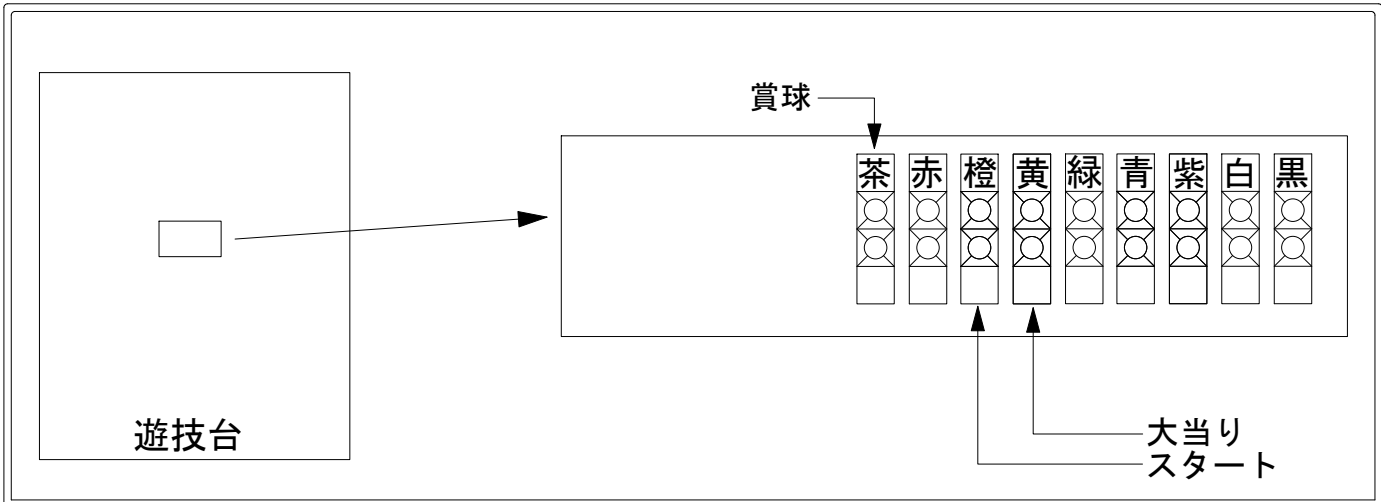 賞球
茶 赤 橙 黄 緑 青 紫 白 黒
遊技台
大当り
スタート